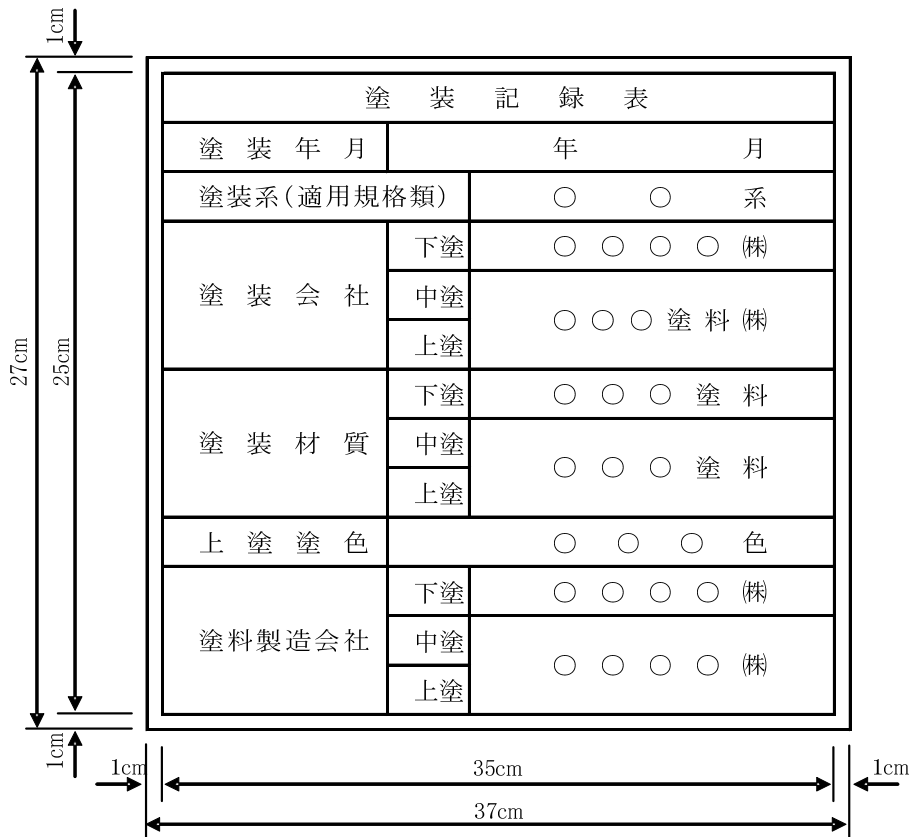 1cm
塗装記録表
塗装年月 年 月
塗装系(適用規格類) ○ ○ 系
下塗 ○○○○㈱
塗装会社 中塗 ○○○塗料㈱
上塗
下塗 ○○○塗料
塗装材質 中塗 ○○○塗料
上塗
上塗塗色 ○○○色
下塗 ○○○○㈱
塗料製造会社 中塗 ○○○○㈱
上塗
27cm
25cm
1cm
1cm
35cm
1cm
37cm